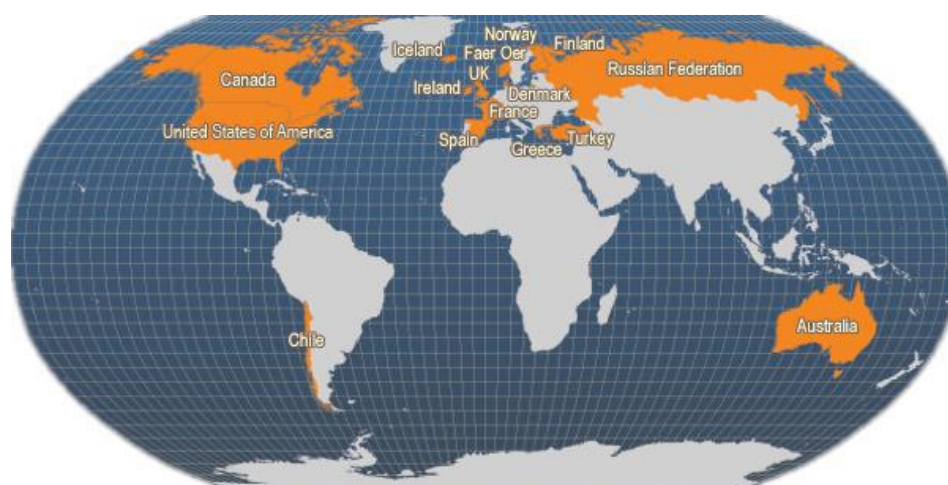 Norway
Iceland
Faer Oer
Finland
UK
Russian Federation
Canada
Ireland
Denmark
France
United States of America
Spain
Turkey
Greece
Australia
Chile